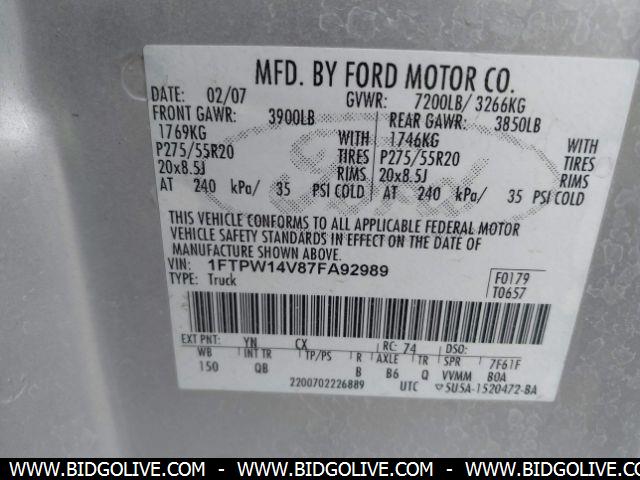 MFD. BY FORD MOTOR CO.
DATE: 02/07 GVWR: 7200LB/ 3266KG
FRONT GAWR: 3900LB REAR GAWR: 3850LB
1769KG WITH 1746KG WITH
P275/55R20 TIRES P275/55R20 TIRES
20x8.5J RIMS 20x8.5J RIMS
AT 240 kPa/ 35 PSI COLD AT 240 kPa/ 35 PSI COLD
Ford
THIS VEHICLE CONFORMS TO ALL APPLICABLE FEDERAL MOTOR
VEHICLE SAFETY STANDARDS IN EFFECT ON THE DATE OF
MANUFACTURE SHOWN ABOVE.
VIN: 1FTPW14V87FA92989
TYPE: Truck
F0179
T0657
EXT PNT: YN CX RC: 74 DSO:
WB INT TR TP/PS R AXLE TR SPR 7F61F
150 QB B B6 Q VVMM BOA
2200702226889 UTC 5U5A-1520472-BA
WWW.BIDGOLIVE.COM - WWW.BIDGOLIVE.COM - WWW.BIDGOLIVE.COM